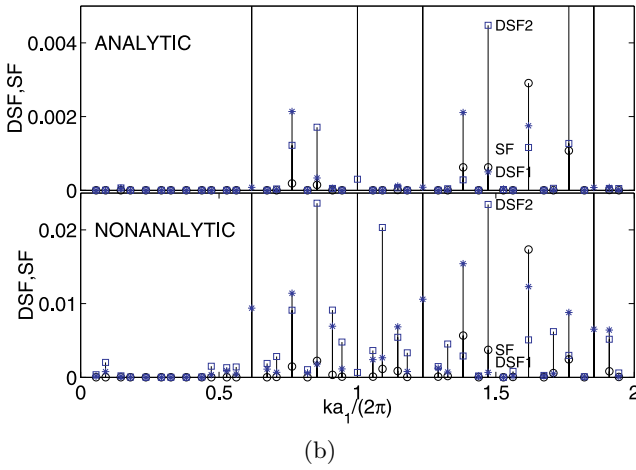 ANALYTIC
DSF2
SF
DSF1
DSF,SF
0.004
0.002
0
NONANALYTIC
DSF2
SF
DSF1
DSF,SF
0.02
0.01
0
0 0.5 1 1.5 2
ka₁/(2π)
(b)